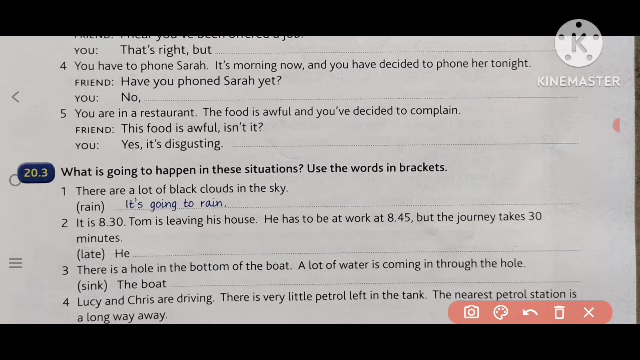 FRIEND: I hear you've been offered a job.
YOU: That's right, but
4 You have to phone Sarah. It's morning now, and you have decided to phone her tonight.
FRIEND: Have you phoned Sarah yet?
YOU: No,
5 You are in a restaurant. The food is awful and you've decided to complain.
FRIEND: This food is awful, isn't it?
YOU: Yes, it's disgusting.
20.3 What is going to happen in these situations? Use the words in brackets.
1 There are a lot of black clouds in the sky.
(rain) It's going to rain.
2 It is 8.30. Tom is leaving his house. He has to be at work at 8.45, but the journey takes 30
minutes.
(late) He
3 There is a hole in the bottom of the boat. A lot of water is coming in through the hole.
(sink) The boat
4 Lucy and Chris are driving. There is very little petrol left in the tank. The nearest petrol station is
a long way away.
K
KINEMASTER